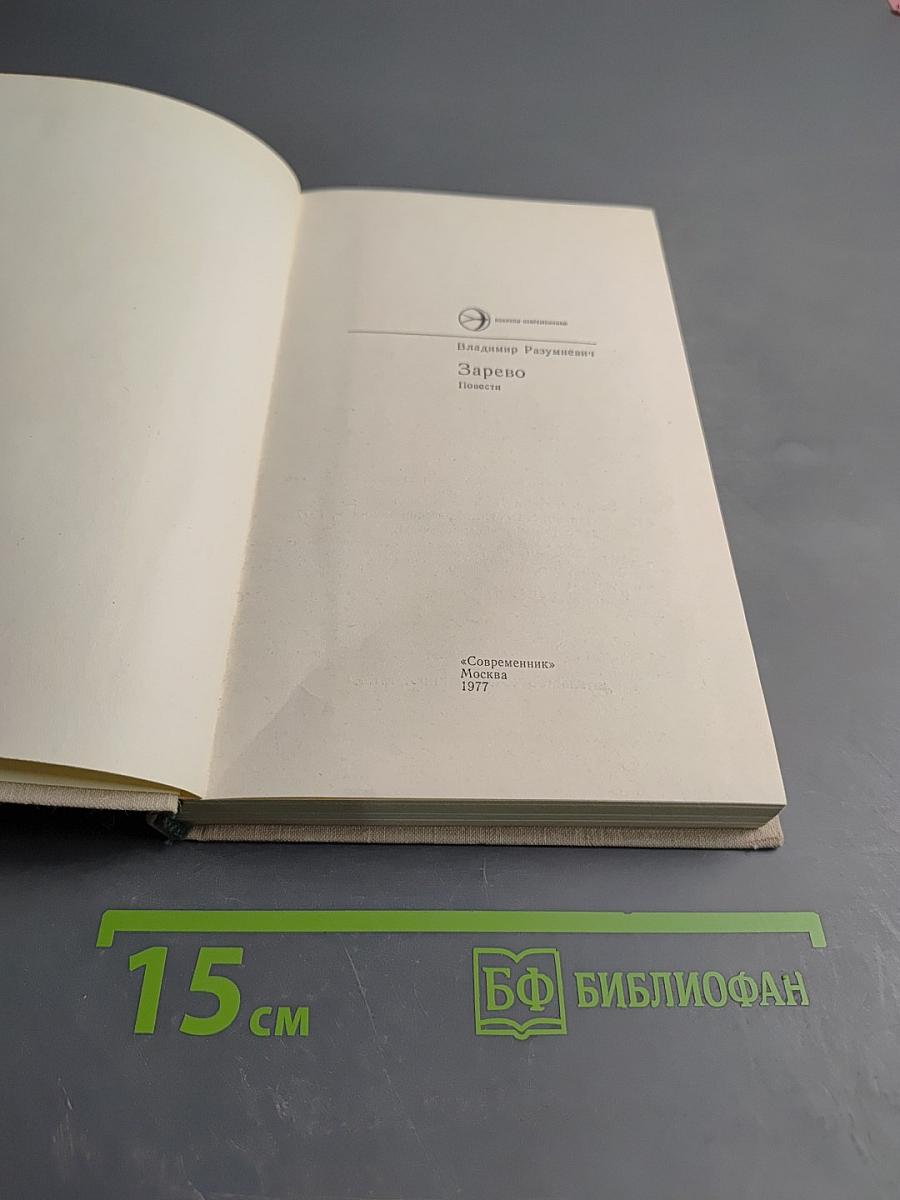 Владимир Разумневич
Зарево
Повести
«Современник»
Москва
1977
15 см
БФ БИБЛИОФАН